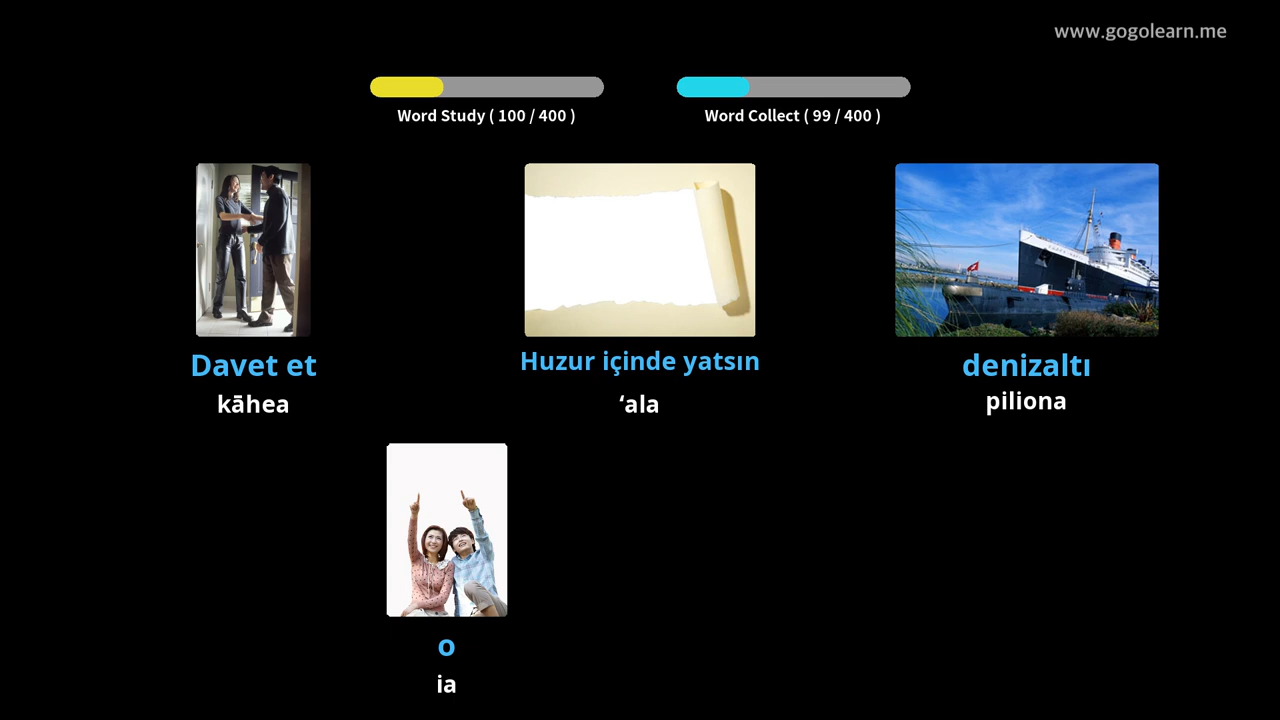 www.gogolearn.me
Word Study ( 100 / 400 )
Word Collect ( 99 / 400 )
Davet et
kāhea
Huzur içinde yatsın
ʻala
denizaltı
piliona
o
ia